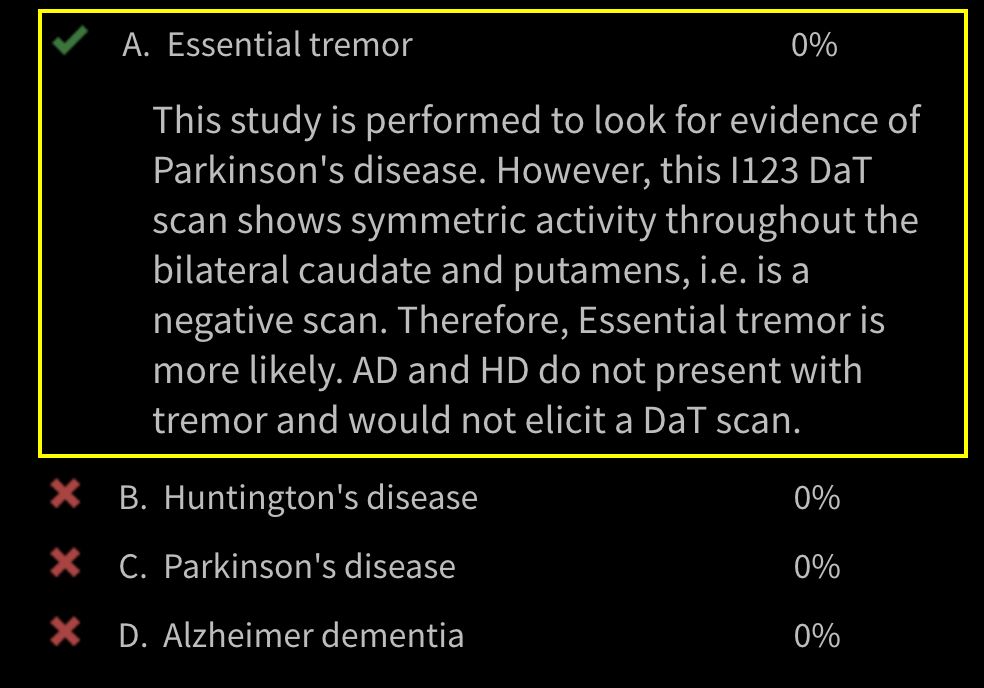 A. Essential tremor 0%
This study is performed to look for evidence of
Parkinson's disease. However, this I123 DaT
scan shows symmetric activity throughout the
bilateral caudate and putamens, i.e. is a
negative scan. Therefore, Essential tremor is
more likely. AD and HD do not present with
tremor and would not elicit a DaT scan.
B. Huntington's disease 0%
C. Parkinson's disease 0%
D. Alzheimer dementia 0%